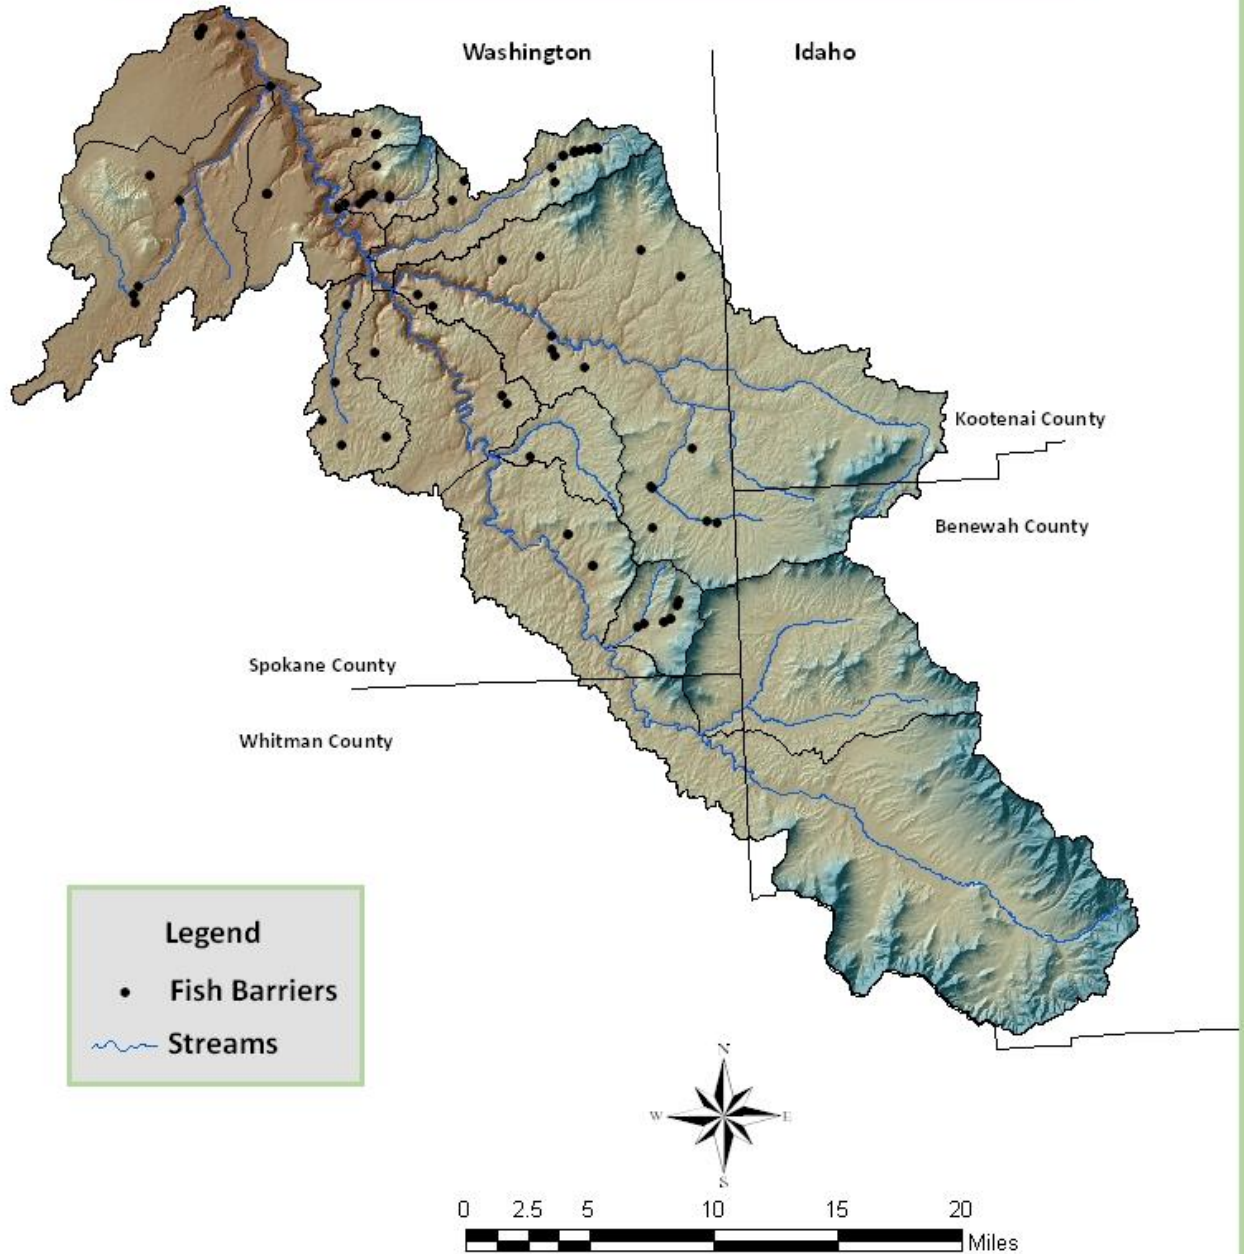 Washington
Idaho
Kootenai County
Benewah County
Spokane County
Whitman County
Legend
Fish Barriers
Streams
N
W
E
S
0 2.5 5 10 15 20
Miles